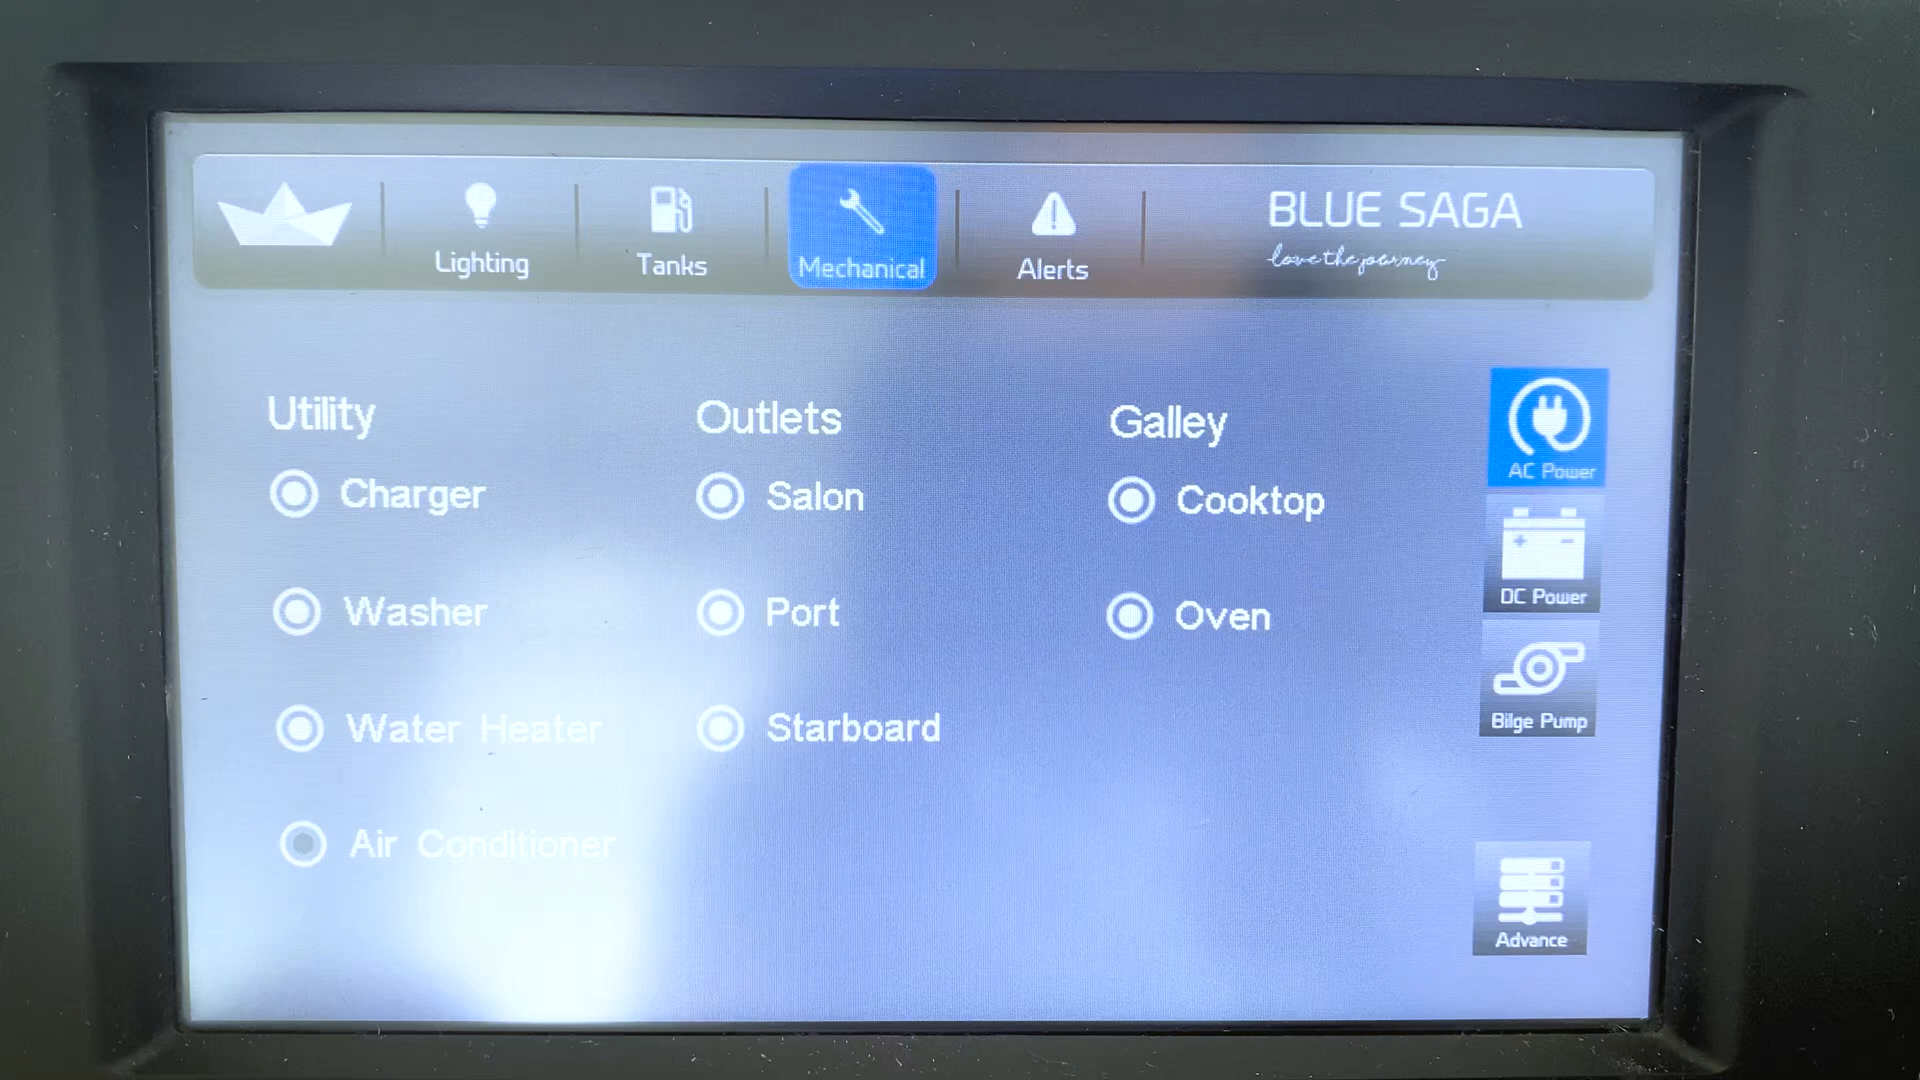 Lighting
Tanks
Mechanical
Alerts
BLUE SAGA
love the journey
Utility
Charger
Washer
Water Heater
Air Conditioner
Outlets
Salon
Port
Starboard
Galley
Cooktop
Oven
AC Power
DC Power
Bilge Pump
Advance